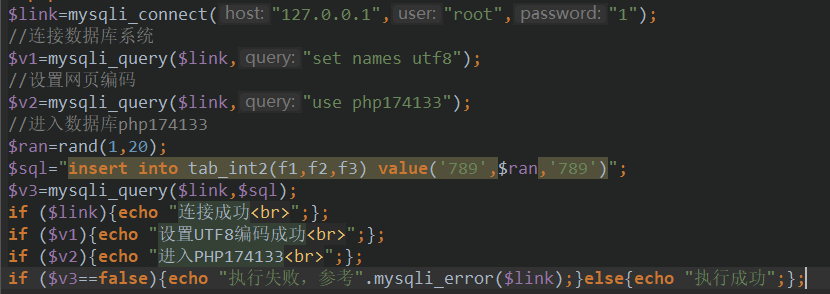 $link=mysqli_connect( host: "127.0.0.1", user: "root", password: "1");
//连接数据库系统
$v1=mysqli_query($link, query: "set names utf8");
//设置网页编码
$v2=mysqli_query($link, query: "use php174133");
//进入数据库php174133
$ran=rand(1,20);
$sql="insert into tab_int2(f1,f2,f3) value('789',$ran,'789')";
$v3=mysqli_query($link,$sql);
if ($link){echo "连接成功<br>";};
if ($v1){echo "设置UTF8编码成功<br>";};
if ($v2){echo "进入PHP174133<br>";};
if ($v3==false){echo "执行失败，参考".mysqli_error($link);}else{echo "执行成功";};